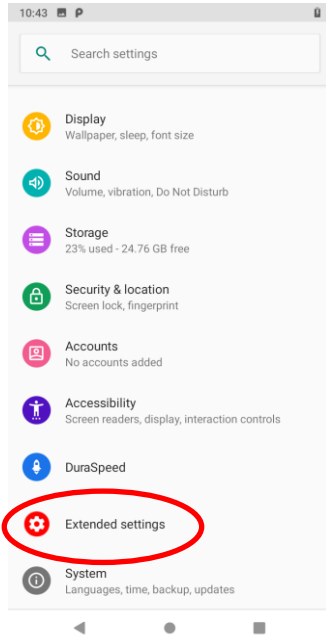 10:43
Search settings
Display
Wallpaper, sleep, font size
Sound
Volume, vibration, Do Not Disturb
Storage
23% used - 24.76 GB free
Security & location
Screen lock, fingerprint
Accounts
No accounts added
Accessibility
Screen readers, display, interaction controls
DuraSpeed
Extended settings
System
Languages, time, backup, updates